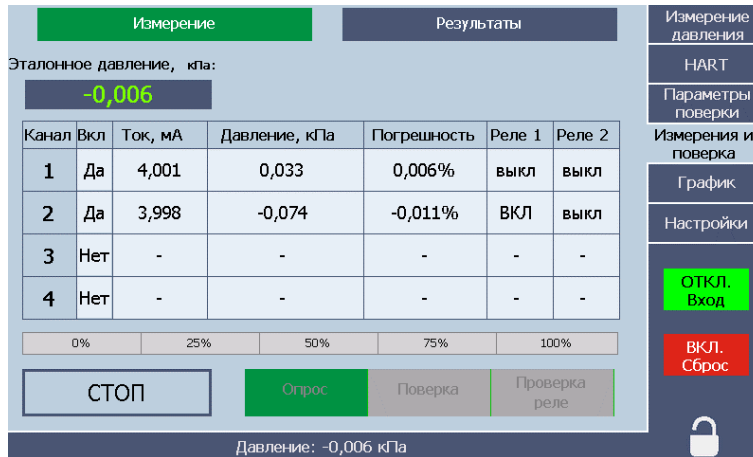 Измерение
Результаты
Эталонное давление, кПа:
-0,006
Канал Вкл Ток, мА Давление, кПа Погрешность Реле 1 Реле 2
1 Да 4,001 0,033 0,006% выкл выкл
2 Да 3,998 -0,074 -0,011% ВКЛ выкл
3 Нет - - - - -
4 Нет - - - - -
0% 25% 50% 75% 100%
СТОП
Опрос
Поверка
Проверка
реле
Давление: -0,006 кПа
Измерение
давления
HART
Параметры
поверки
Измерения и
поверка
График
Настройки
ОТКЛ.
Вход
ВКЛ.
Сброс